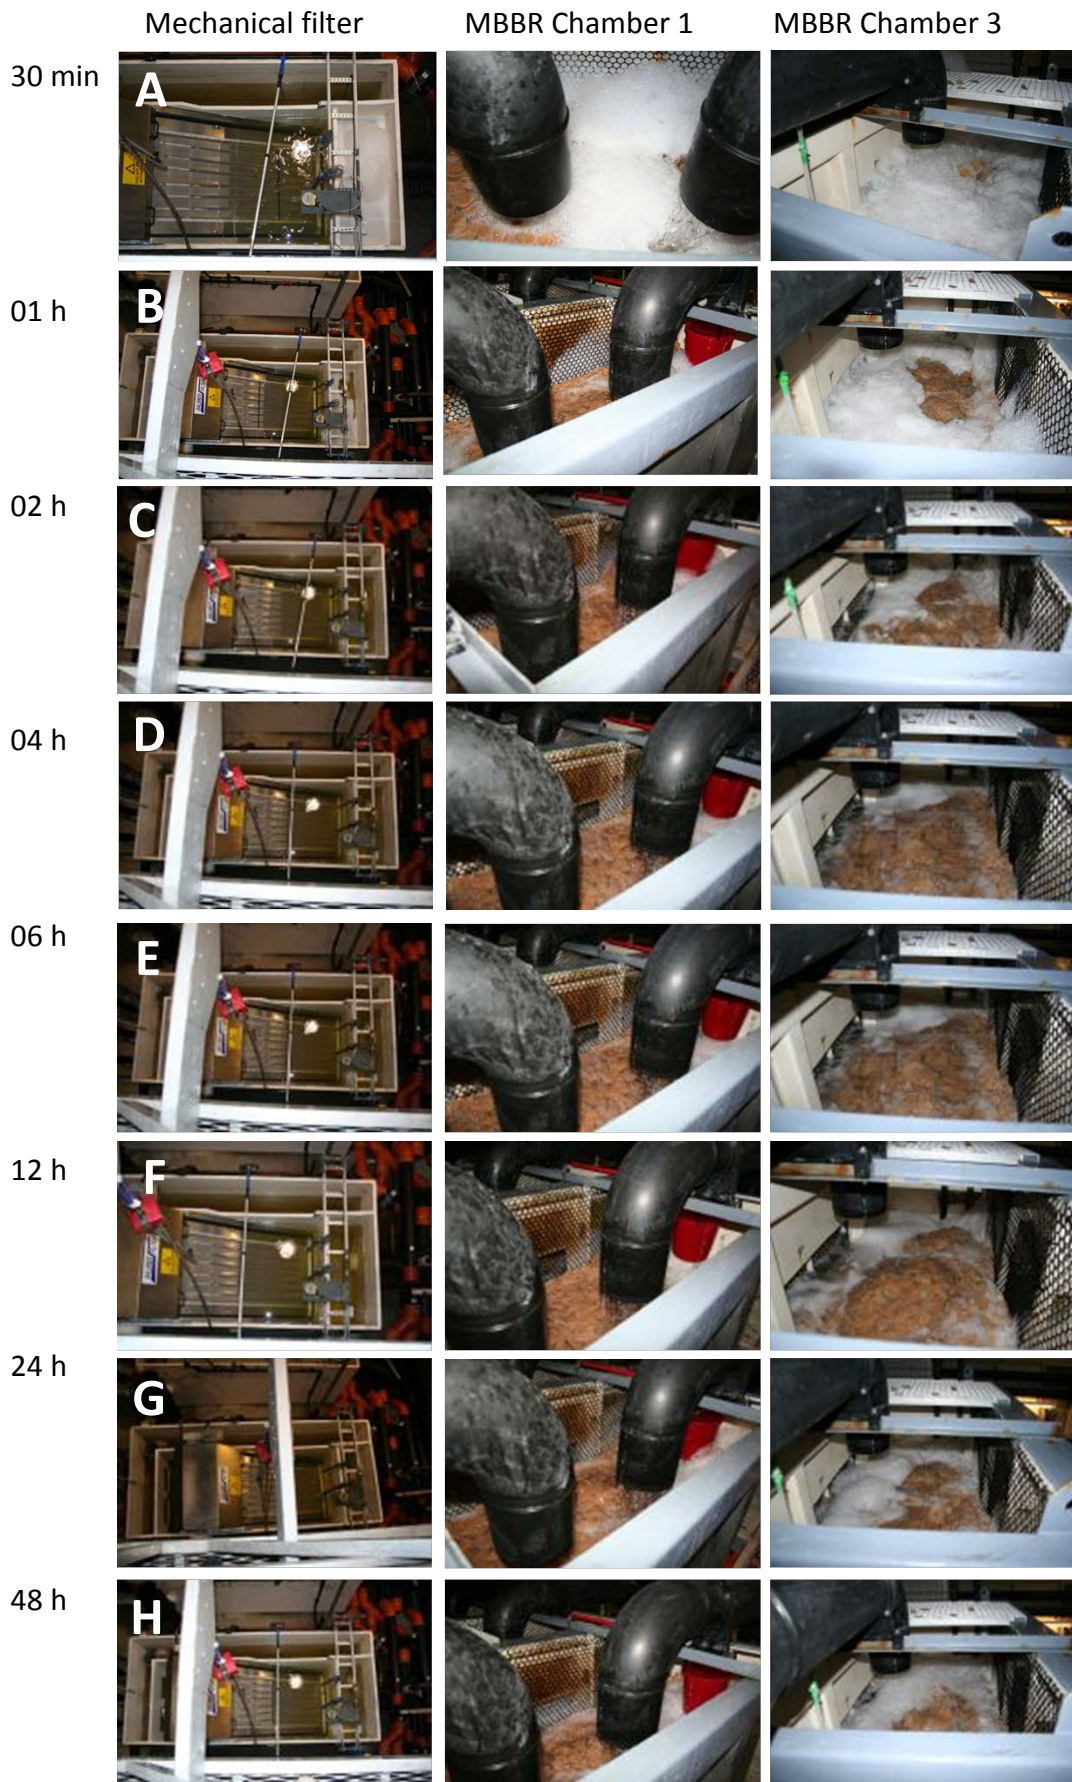 Mechanical filter MBBR Chamber 1 MBBR Chamber 3
30 min A
01 h B
02 h C
04 h D
06 h E
12 h F
24 h G
48 h H